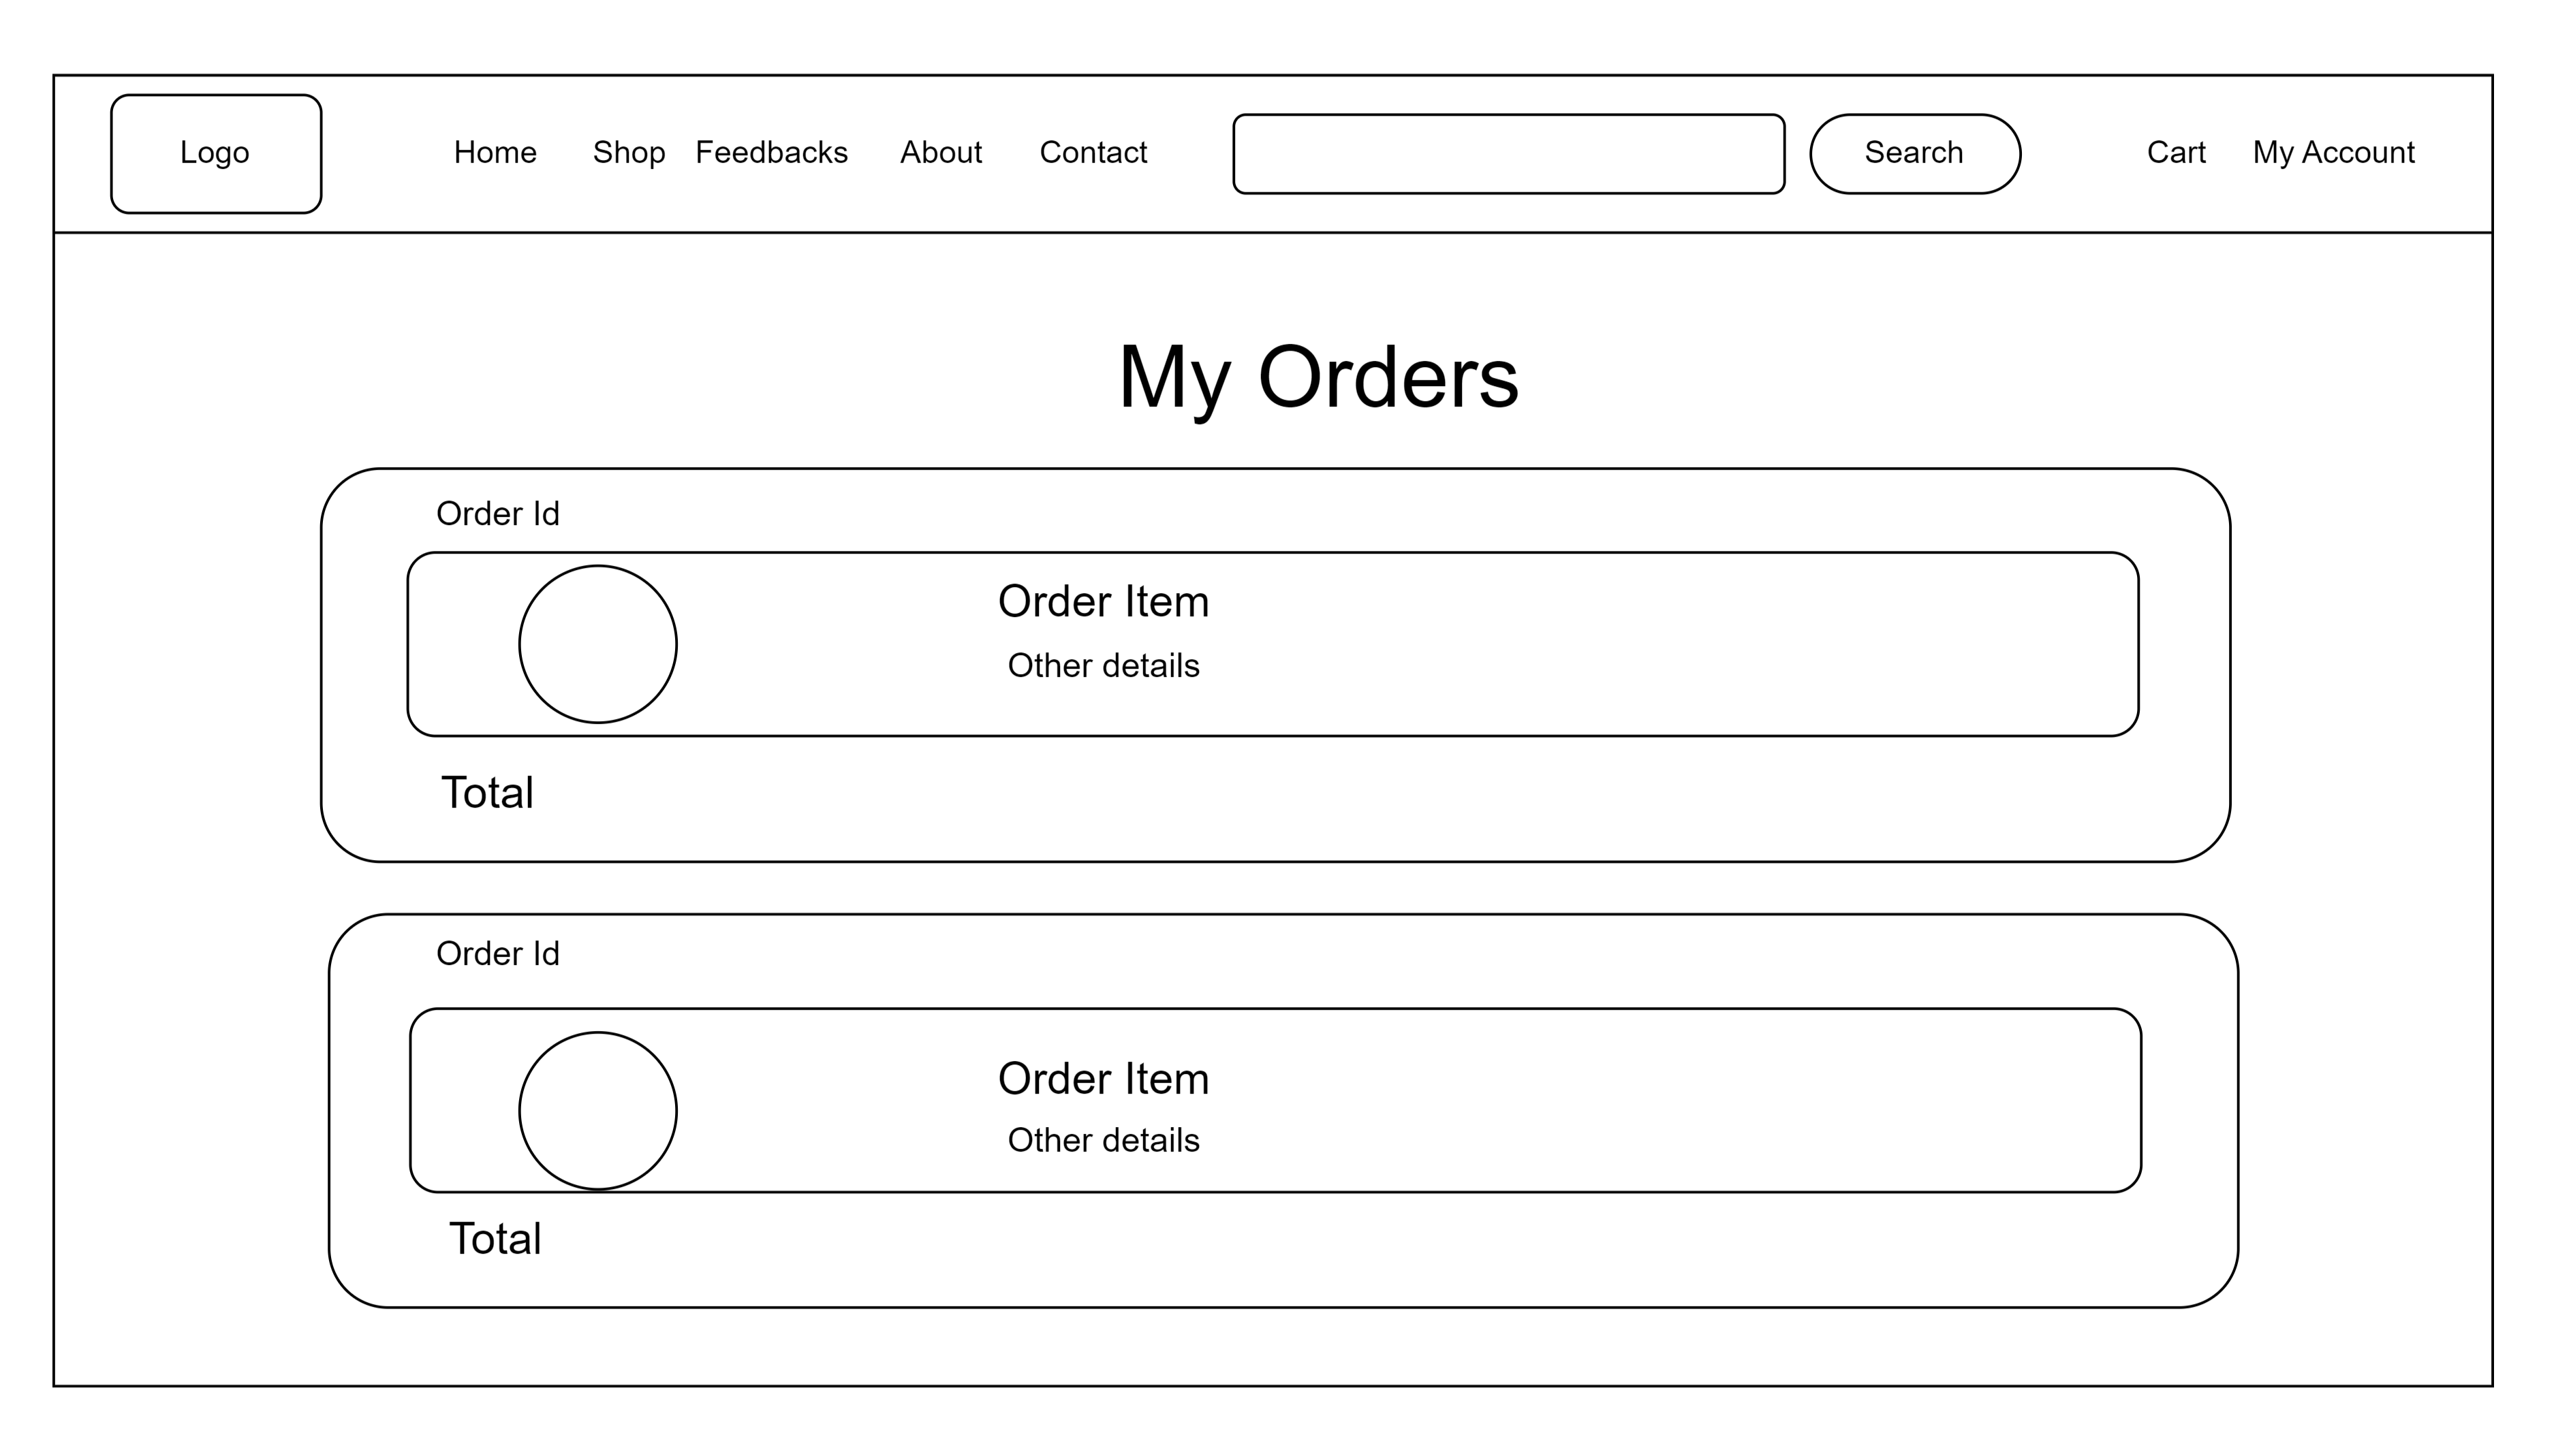 Logo Home Shop Feedbacks About Contact Search Cart My Account
My Orders
Order Id
Order Item
Other details
Total
Order Id
Order Item
Other details
Total